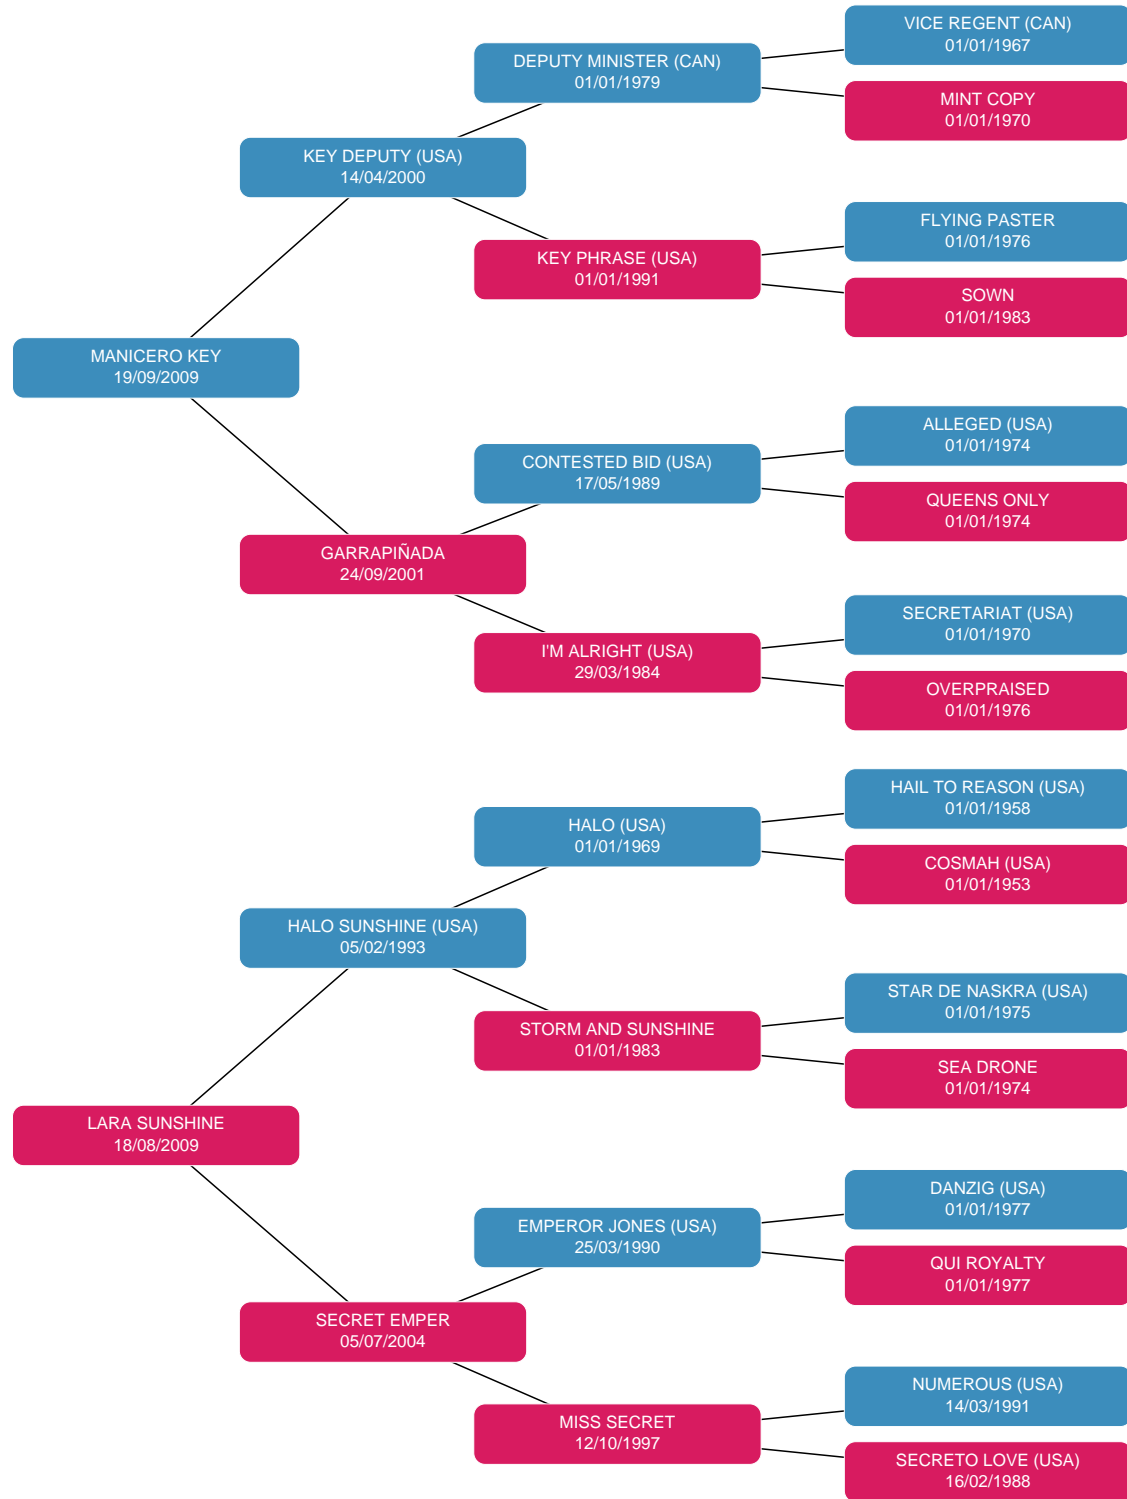 VICE REGENT (CAN)
01/01/1967
DEPUTY MINISTER (CAN)
01/01/1979
MINT COPY
01/01/1970
KEY DEPUTY (USA)
14/04/2000
FLYING PASTER
01/01/1976
KEY PHRASE (USA)
01/01/1991
SOWN
01/01/1983
MANICERO KEY
19/09/2009
ALLEGED (USA)
01/01/1974
CONTESTED BID (USA)
17/05/1989
QUEENS ONLY
01/01/1974
GARRAPIÑADA
24/09/2001
SECRETARIAT (USA)
01/01/1970
I'M ALRIGHT (USA)
29/03/1984
OVERPRAISED
01/01/1976
HAIL TO REASON (USA)
01/01/1958
HALO (USA)
01/01/1969
COSMAH (USA)
01/01/1953
HALO SUNSHINE (USA)
05/02/1993
STAR DE NASKRA (USA)
01/01/1975
STORM AND SUNSHINE
01/01/1983
SEA DRONE
01/01/1974
LARA SUNSHINE
18/08/2009
DANZIG (USA)
01/01/1977
EMPEROR JONES (USA)
25/03/1990
QUI ROYALTY
01/01/1977
SECRET EMPER
05/07/2004
NUMEROUS (USA)
14/03/1991
MISS SECRET
12/10/1997
SECRETO LOVE (USA)
16/02/1988